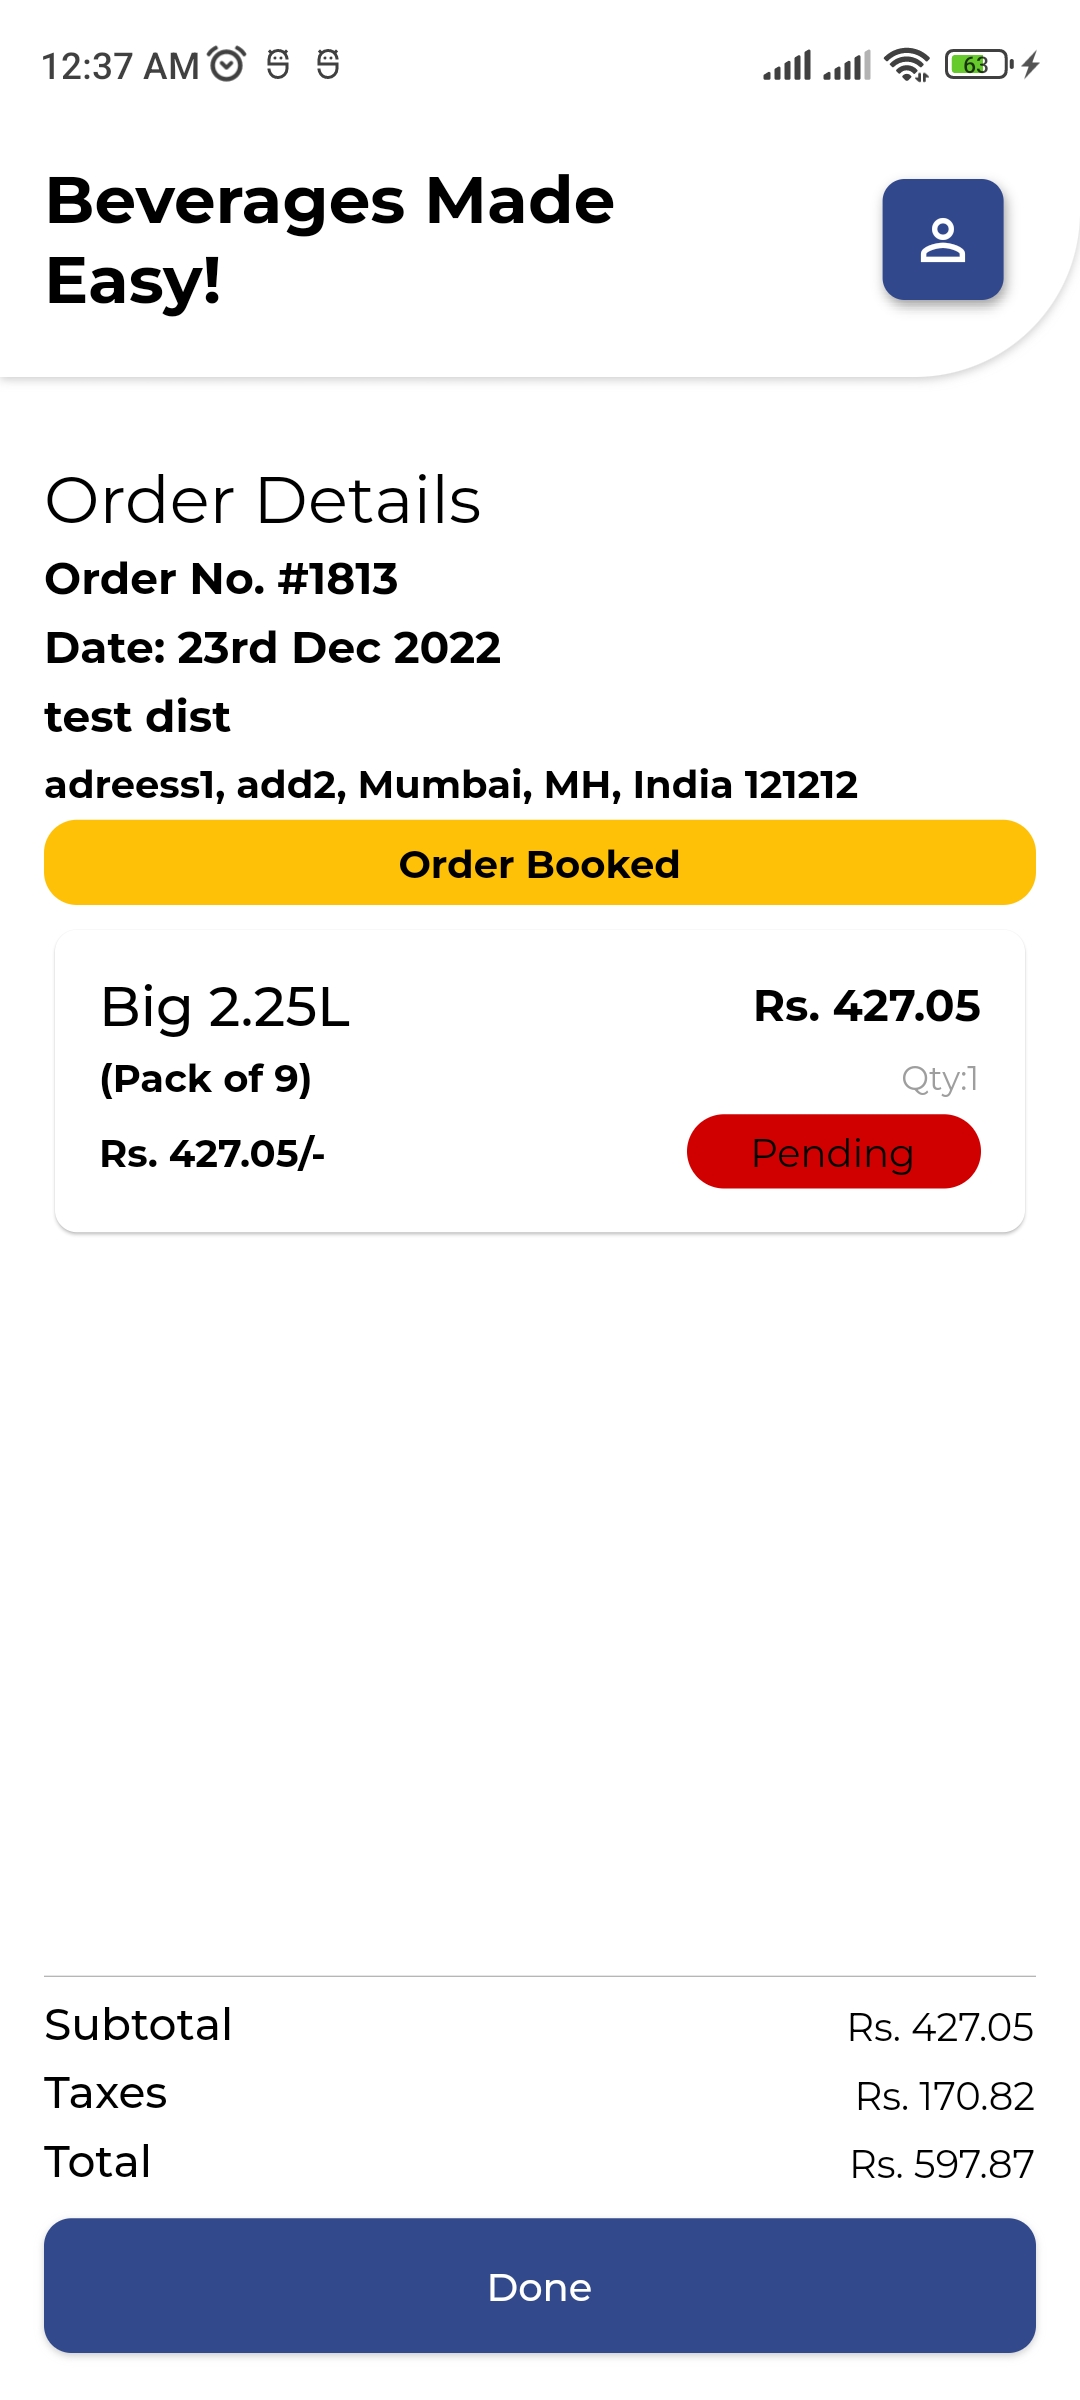 12:37 AM
63
Beverages Made
Easy!
Order Details
Order No. #1813
Date: 23rd Dec 2022
test dist
adreess1, add2, Mumbai, MH, India 121212
Order Booked
Big 2.25L
Rs. 427.05
(Pack of 9)
Qty:1
Rs. 427.05/-
Pending
Subtotal
Rs. 427.05
Taxes
Rs. 170.82
Total
Rs. 597.87
Done